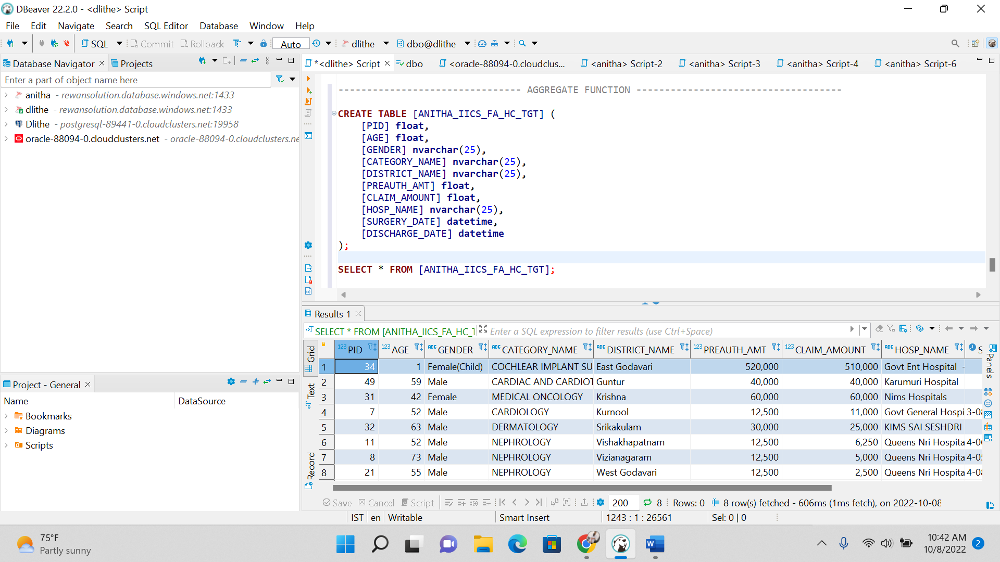 DBeaver 22.2.0 - <dlithe> Script
File Edit Navigate Search SQL Editor Database Window Help
SQL Commit Rollback Auto dlithe dbo@dlithe
Database Navigator Projects
Enter a part of object name here
anitha - rewansolution.database.windows.net:1433
dlithe - rewansolution.database.windows.net:1433
Dlithe - postgresql-89441-0.cloudclusters.net:19958
oracle-88094-0.cloudclusters.net - oracle-88094-0.cloudclusters.ne
*<dlithe> Script dbo <oracle-88094-0.cloudclus... <anitha> Script-2 <anitha> Script-3 <anitha> Script-4 <anitha> Script-6
-------------------------------- AGGREGATE FUNCTION ------------------------------------
CREATE TABLE [ANITHA_IICS_FA_HC_TGT] (
[PID] float,
[AGE] float,
[GENDER] nvarchar(25),
[CATEGORY_NAME] nvarchar(25),
[DISTRICT_NAME] nvarchar(25),
[PREAUTH_AMT] float,
[CLAIM_AMOUNT] float,
[HOSP_NAME] nvarchar(25),
[SURGERY_DATE] datetime,
[DISCHARGE_DATE] datetime
);
SELECT * FROM [ANITHA_IICS_FA_HC_TGT];
Results 1
SELECT * FROM [ANITHA_IICS_FA_HC_T Enter a SQL expression to filter results (use Ctrl+Space)
Grid
Text
Record
Panels
123 PID 123 AGE ABC GENDER ABC CATEGORY_NAME ABC DISTRICT_NAME 123 PREAUTH_AMT 123 CLAIM_AMOUNT ABC HOSP_NAME S
1 34 1 Female(Child) COCHLEAR IMPLANT SU East Godavari 520,000 510,000 Govt Ent Hospital -
2 49 59 Male CARDIAC AND CARDIOT Guntur 40,000 40,000 Karumuri Hospital
3 31 42 Female MEDICAL ONCOLOGY Krishna 60,000 60,000 Nims Hospitals
4 7 52 Male CARDIOLOGY Kurnool 12,500 11,000 Govt General Hospi 3-08
5 32 63 Male DERMATOLOGY Srikakulam 30,000 25,000 KIMS SAI SESHDRI
6 11 52 Male NEPHROLOGY Vishakhapatnam 12,500 6,250 Queens Nri Hospita 4-06
7 8 73 Male NEPHROLOGY Vizianagaram 12,500 5,000 Queens Nri Hospita 4-05
8 21 55 Male NEPHROLOGY West Godavari 12,500 2,500 Queens Nri Hospita 4-08
Save Cancel Script 200 8 Rows: 0 8 row(s) fetched - 606ms (1ms fetch), on 2022-10-08
Project - General
Name DataSource
Bookmarks
Diagrams
Scripts
IST en Writable Smart Insert 1243 : 1 : 26561 Sel: 0 | 0
75°F
Partly sunny
10:42 AM
10/8/2022
2